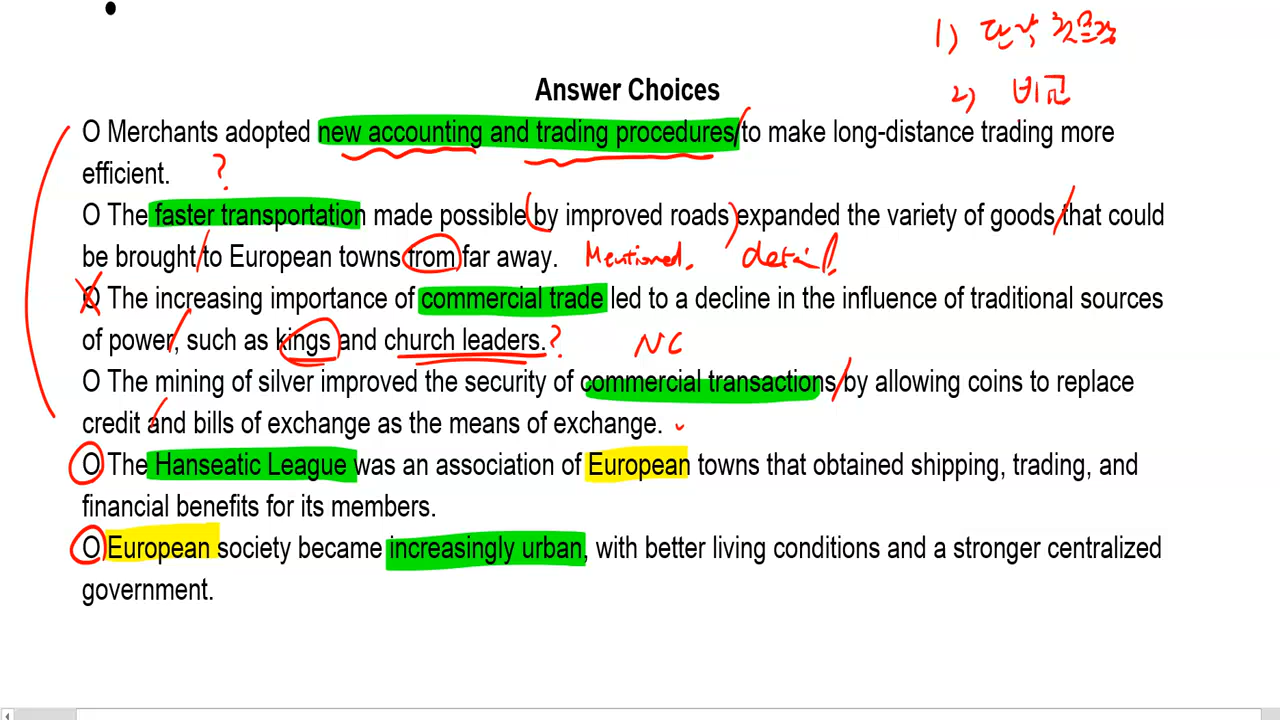 1) 단락 첫문장
Answer Choices
2) 비교
O Merchants adopted new accounting and trading procedures to make long-distance trading more
efficient. ?
O The faster transportation made possible by improved roads expanded the variety of goods that could
be brought to European towns from far away. Mentioned. detail.
O The increasing importance of commercial trade led to a decline in the influence of traditional sources
of power, such as kings and church leaders. ?
O The mining of silver improved the security of commercial transactions by allowing coins to replace
credit and bills of exchange as the means of exchange.
O The Hanseatic League was an association of European towns that obtained shipping, trading, and
financial benefits for its members.
O European society became increasingly urban, with better living conditions and a stronger centralized
government.